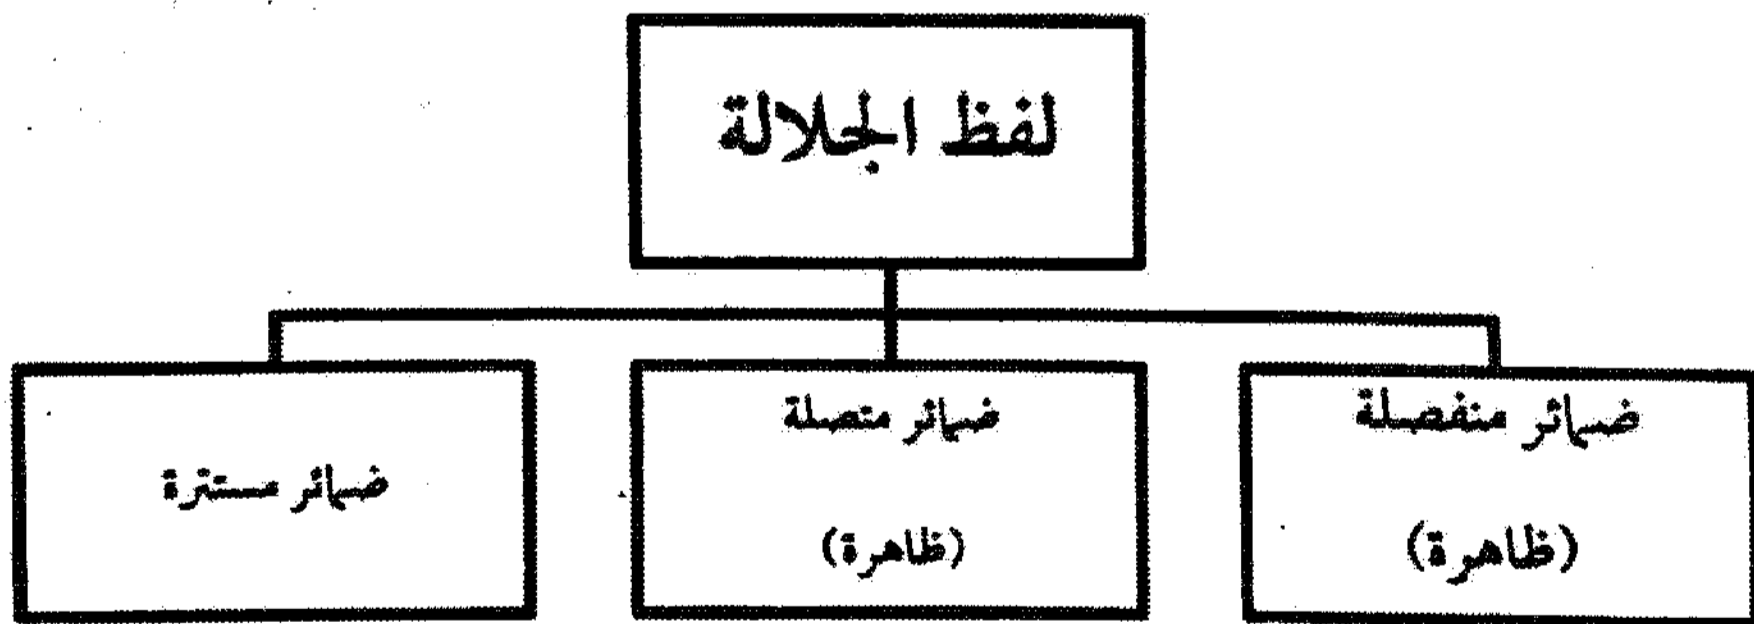 لفظ الجلالة
ضمائر منفصلة
(ظاهرة)
ضمائر متصلة
(ظاهرة)
ضمائر مستترة